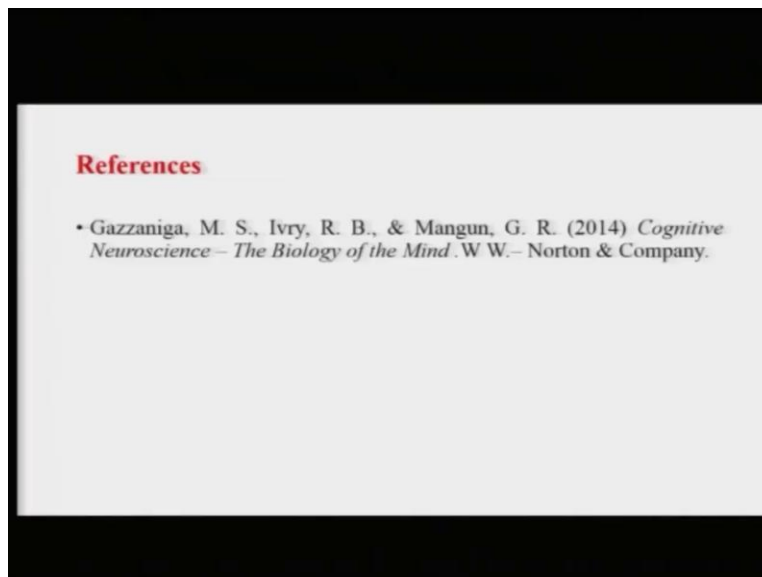 References
• Gazzaniga, M. S., Ivry, R. B., & Mangun, G. R. (2014) Cognitive
Neuroscience – The Biology of the Mind . W W.– Norton & Company.